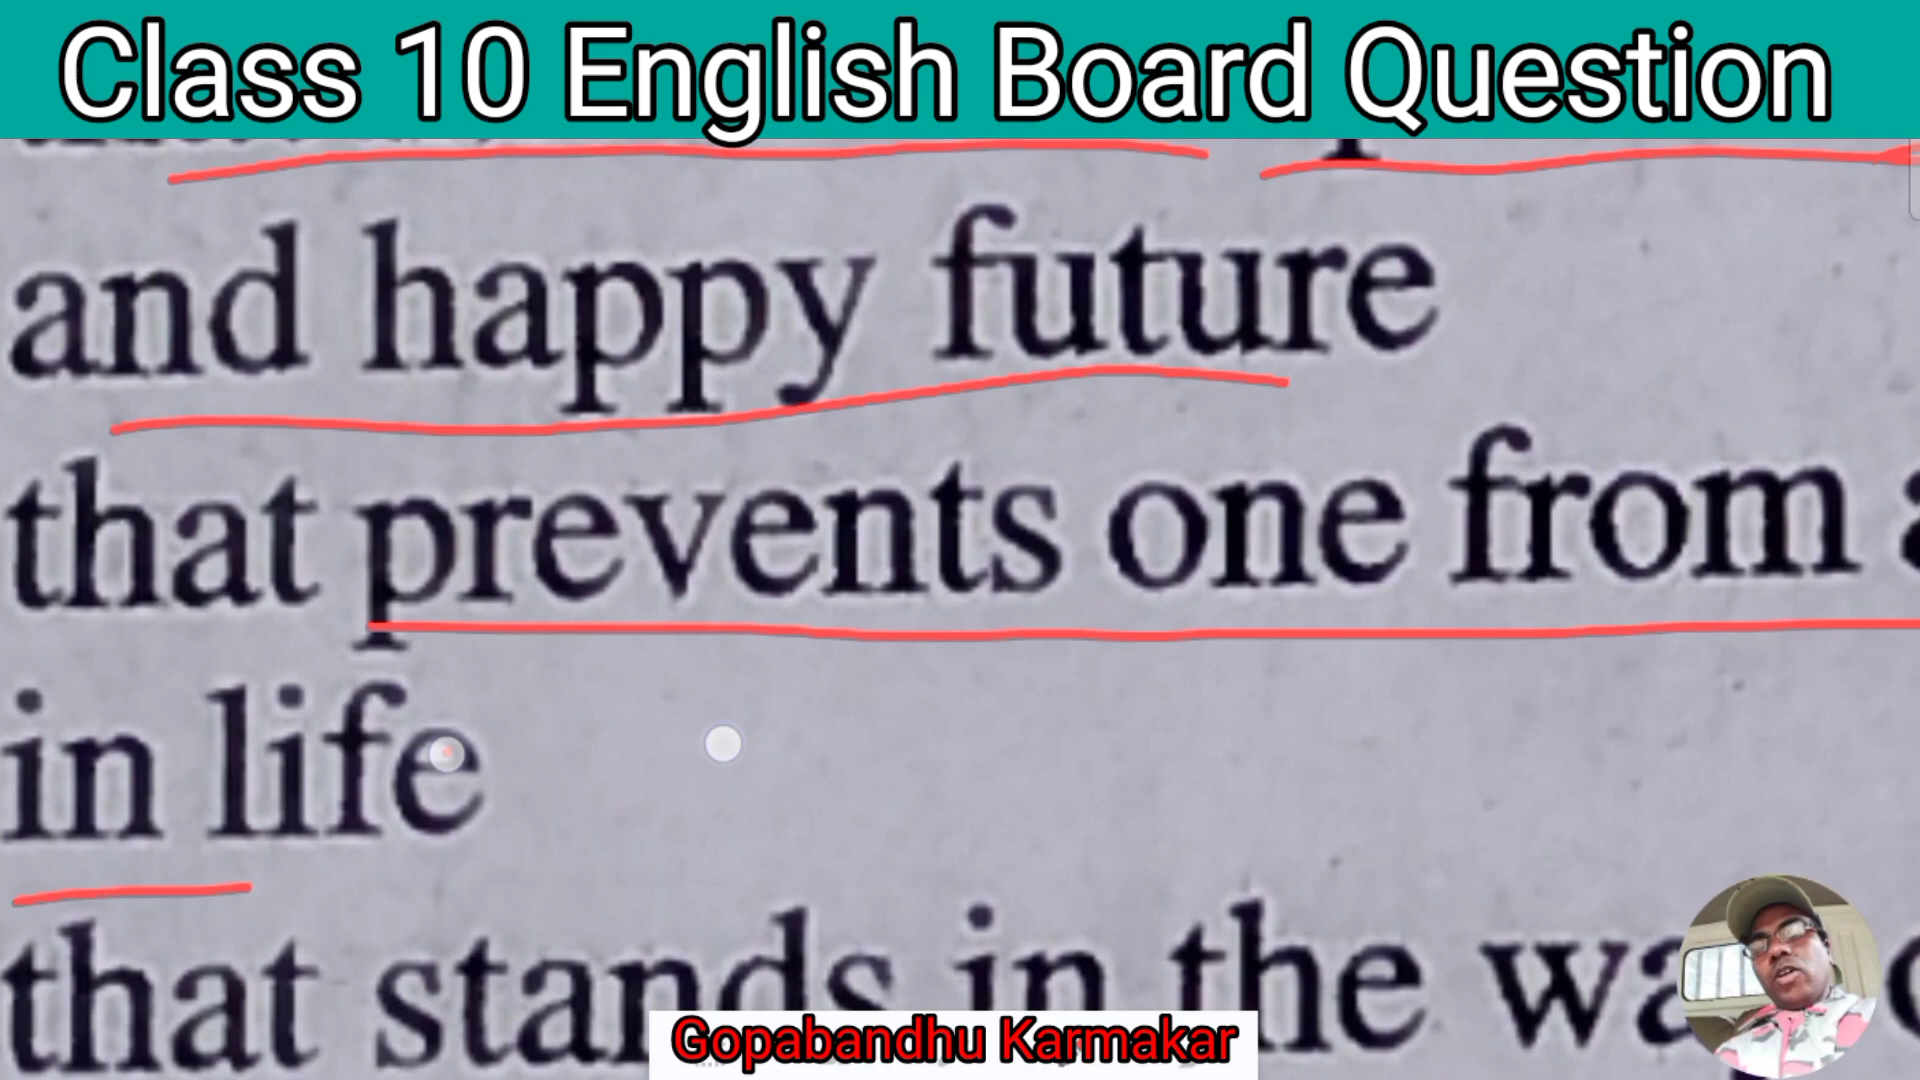 Class 10 English Board Question
and happy future
that prevents one from
in life
that stands in the
Gopabandhu Karmakar